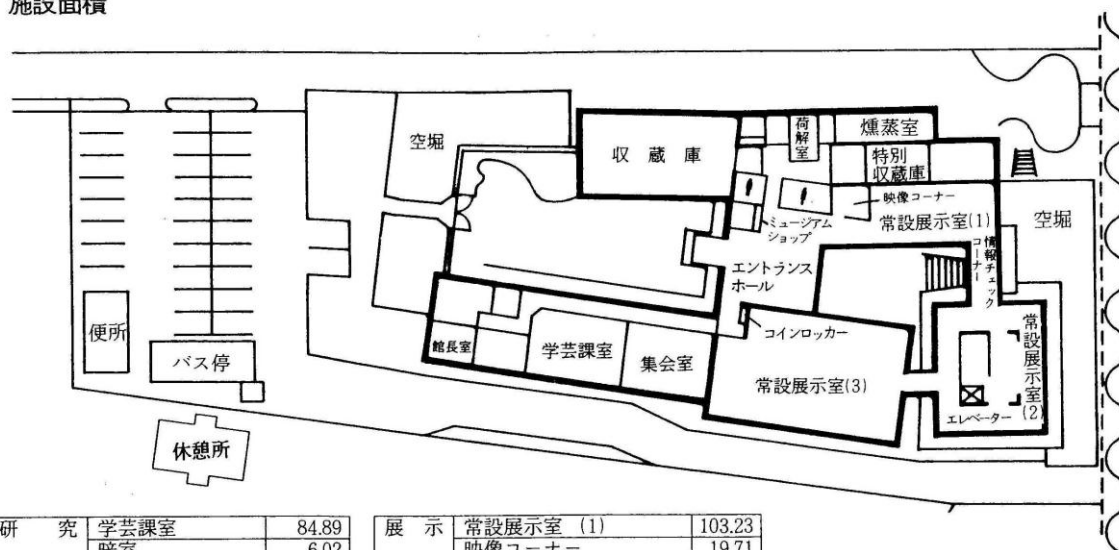 施設面積
空堀
収蔵庫
荷解室
燻蒸室
特別
収蔵庫
映像コーナー
ミュージアム
ショップ
常設展示室(1)
空堀
情報チェック
コーナー
エントランス
ホール
コインロッカー
便所
バス停
館長室
学芸課室
集会室
常設展示室(3)
常設展示室
(2)
エレベーター
休憩所
研究 学芸課室 84.89
暗室 6.02
展示 常設展示室 (1) 103.23
映像コーナー 19.71